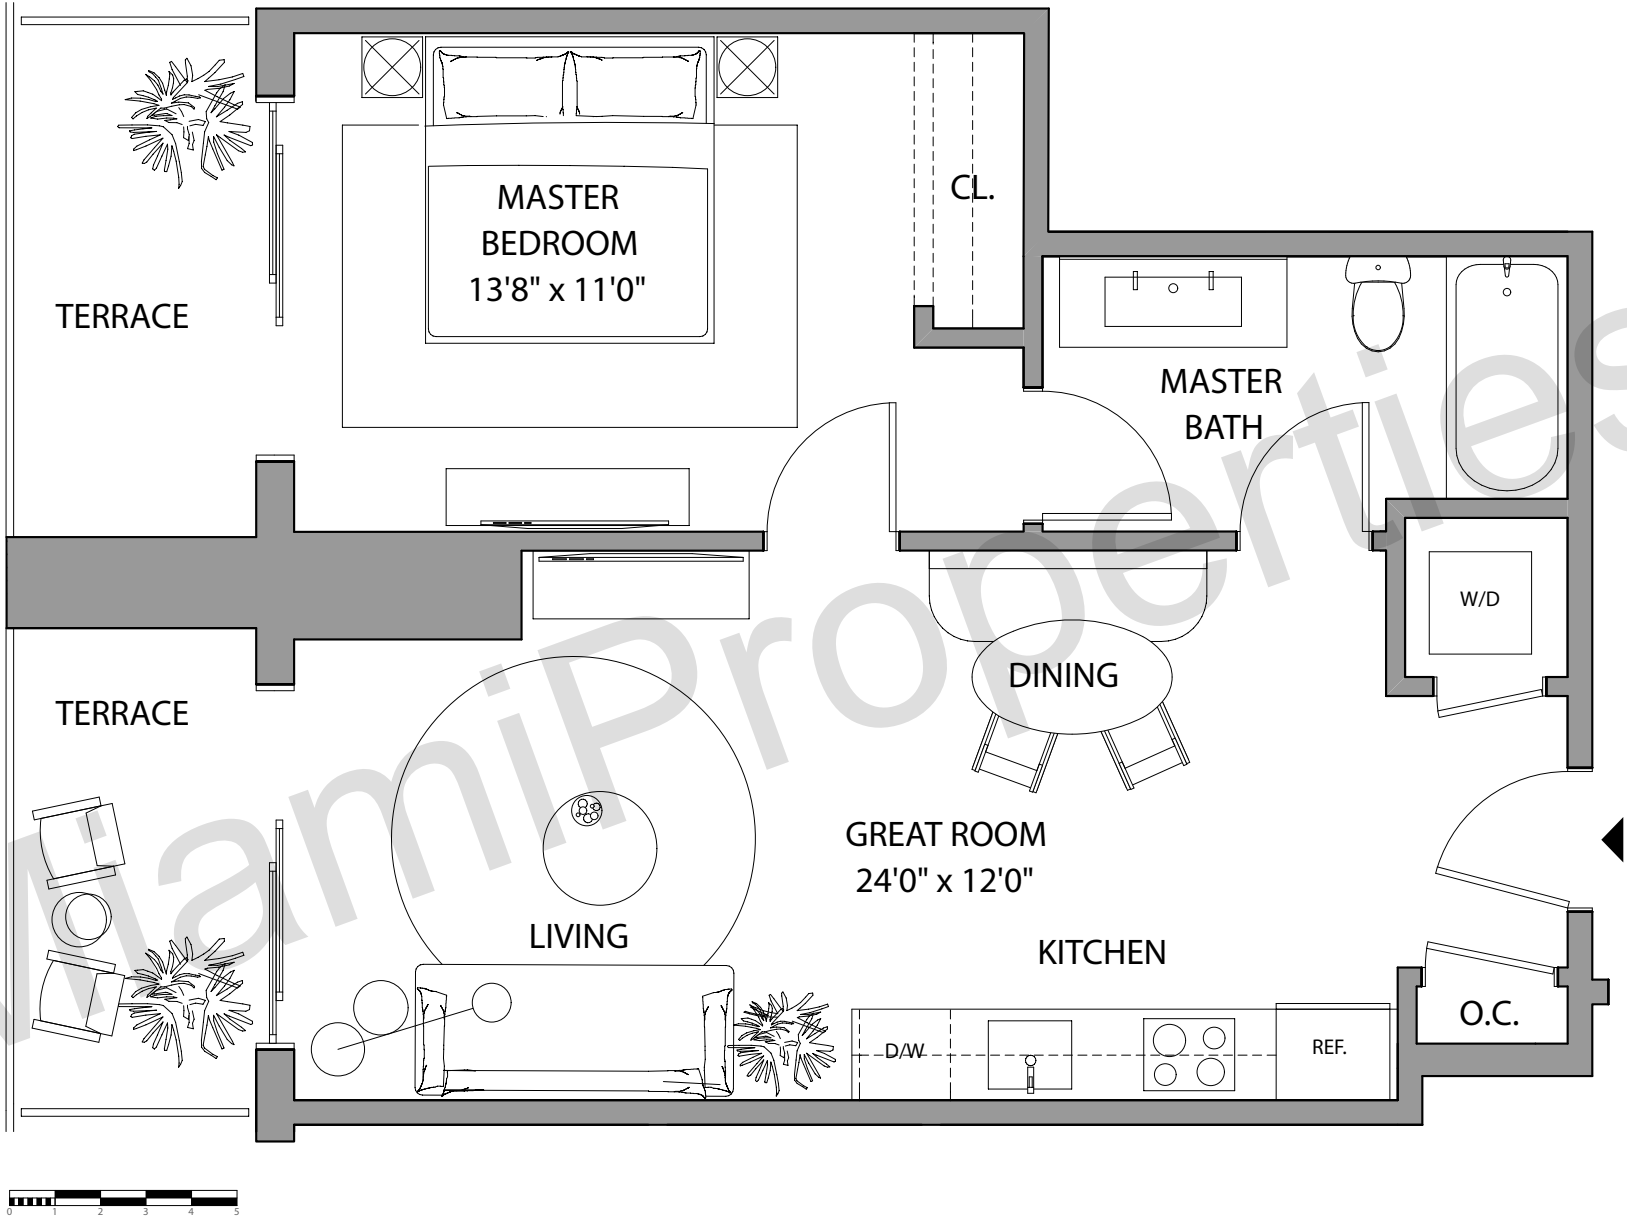 CL.
MASTER
BEDROOM
13'8" x 11'0"
TERRACE
MASTER
BATH
W/D
DINING
TERRACE
GREAT ROOM
24'0" x 12'0"
LIVING
KITCHEN
O.C.
D/W
REF.
MiamiProperties
0 1 2 3 4 5